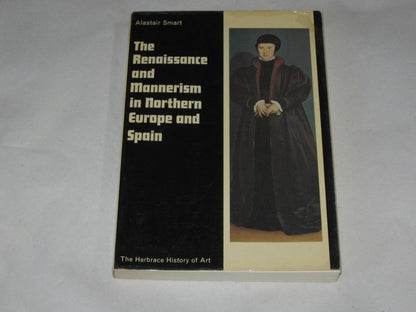 Alastair Smart
The
Renaissance
and
Mannerism
in Northern
Europe and
Spain
The Harbrace History of Art